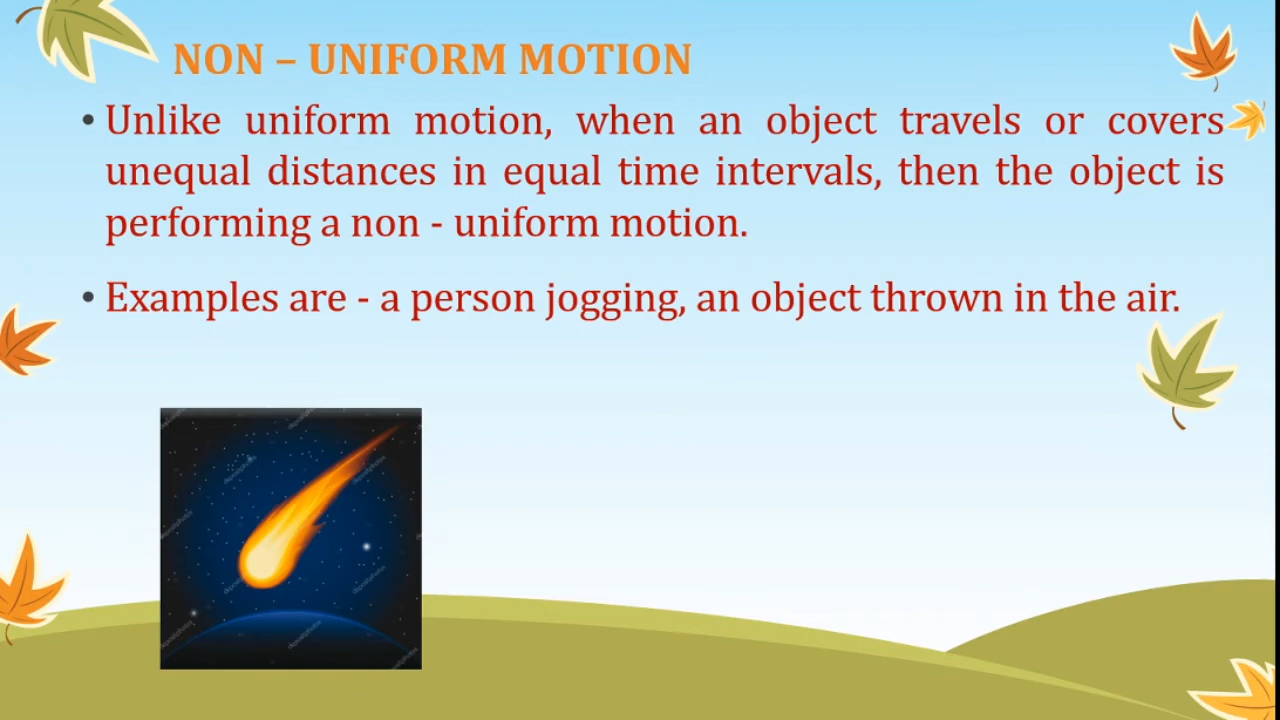 NON – UNIFORM MOTION
• Unlike uniform motion, when an object travels or covers
unequal distances in equal time intervals, then the object is
performing a non - uniform motion.
• Examples are - a person jogging, an object thrown in the air.